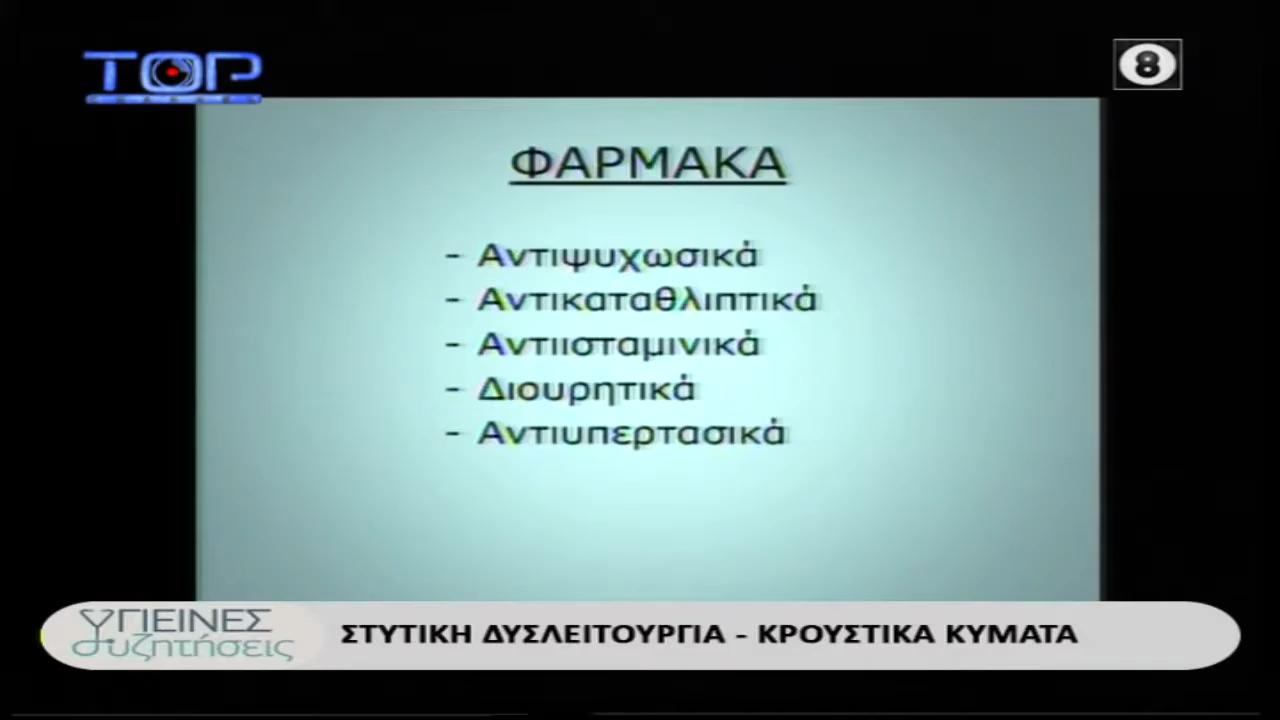 TOP
8
ΦΑΡΜΑΚΑ
- Αντιψυχωσικά
- Αντικαταθλιπτικά
- Αντιισταμινικά
- Διουρητικά
- Αντιυπερτασικά
ΥΓΙΕΙΝΕΣ
συζητήσεις
ΣΤΥΤΙΚΗ ΔΥΣΛΕΙΤΟΥΡΓΙΑ - ΚΡΟΥΣΤΙΚΑ ΚΥΜΑΤΑ